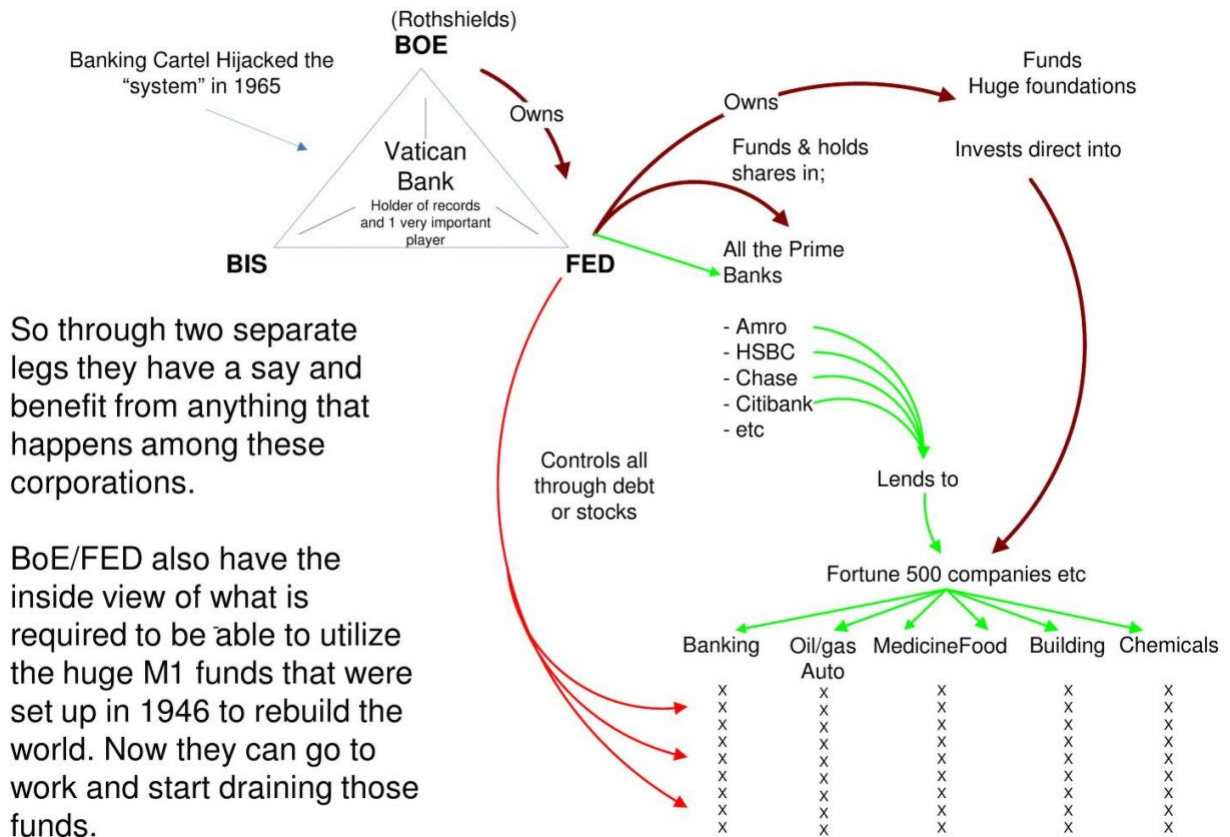 (Rothshields)
BOE
Banking Cartel Hijacked the
“system” in 1965
Owns
Vatican
Bank
Holder of records
and 1 very important
player
BIS
FED
Owns
Funds
Huge foundations
Funds & holds
shares in;
Invests direct into
All the Prime
Banks
- Amro
- HSBC
- Chase
- Citibank
- etc
Lends to
Controls all
through debt
or stocks
Fortune 500 companies etc
Banking
Oil/gas
Auto
Medicine
Food
Building
Chemicals
X X X X X
X X X X X
X X X X X
X X X X X
X X X X X
X X X X X
X X X X X
X X X X X
X X X X X
So through two separate
legs they have a say and
benefit from anything that
happens among these
corporations.
BoE/FED also have the
inside view of what is
required to be able to utilize
the huge M1 funds that were
set up in 1946 to rebuild the
world. Now they can go to
work and start draining those
funds.